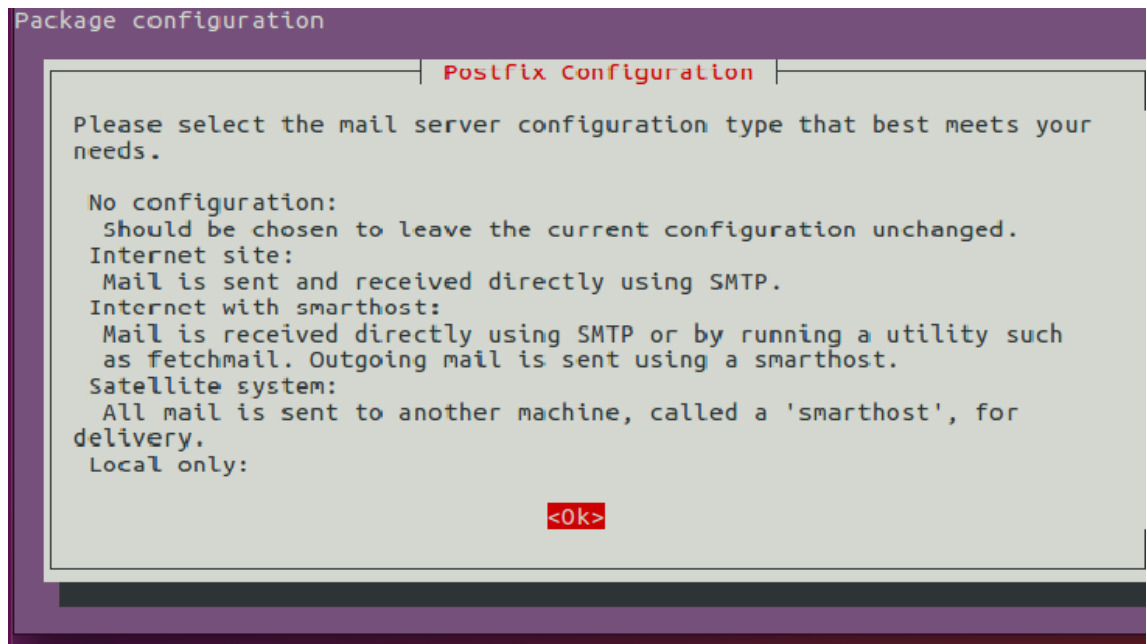 Package configuration
Postfix Configuration
Please select the mail server configuration type that best meets your
needs.
No configuration:
Should be chosen to leave the current configuration unchanged.
Internet site:
Mail is sent and received directly using SMTP.
Internet with smarthost:
Mail is received directly using SMTP or by running a utility such
as fetchmail. Outgoing mail is sent using a smarthost.
Satellite system:
All mail is sent to another machine, called a 'smarthost', for
delivery.
Local only:
<Ok>